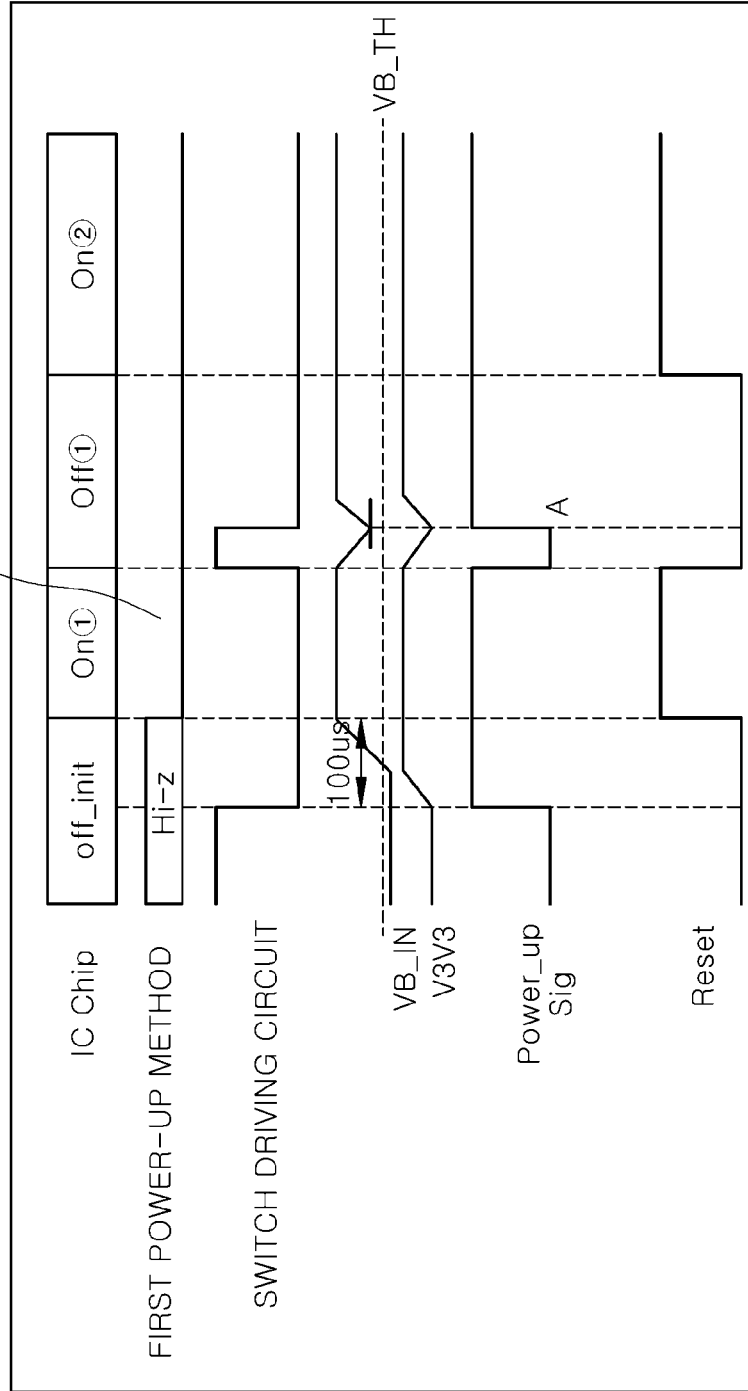 IC Chip
off_init
On①
Off①
On②
FIRST POWER-UP METHOD
Hi-z
SWITCH DRIVING CIRCUIT
100us
VB_TH
VB_IN
V3V3
Power_up
Sig
A
Reset